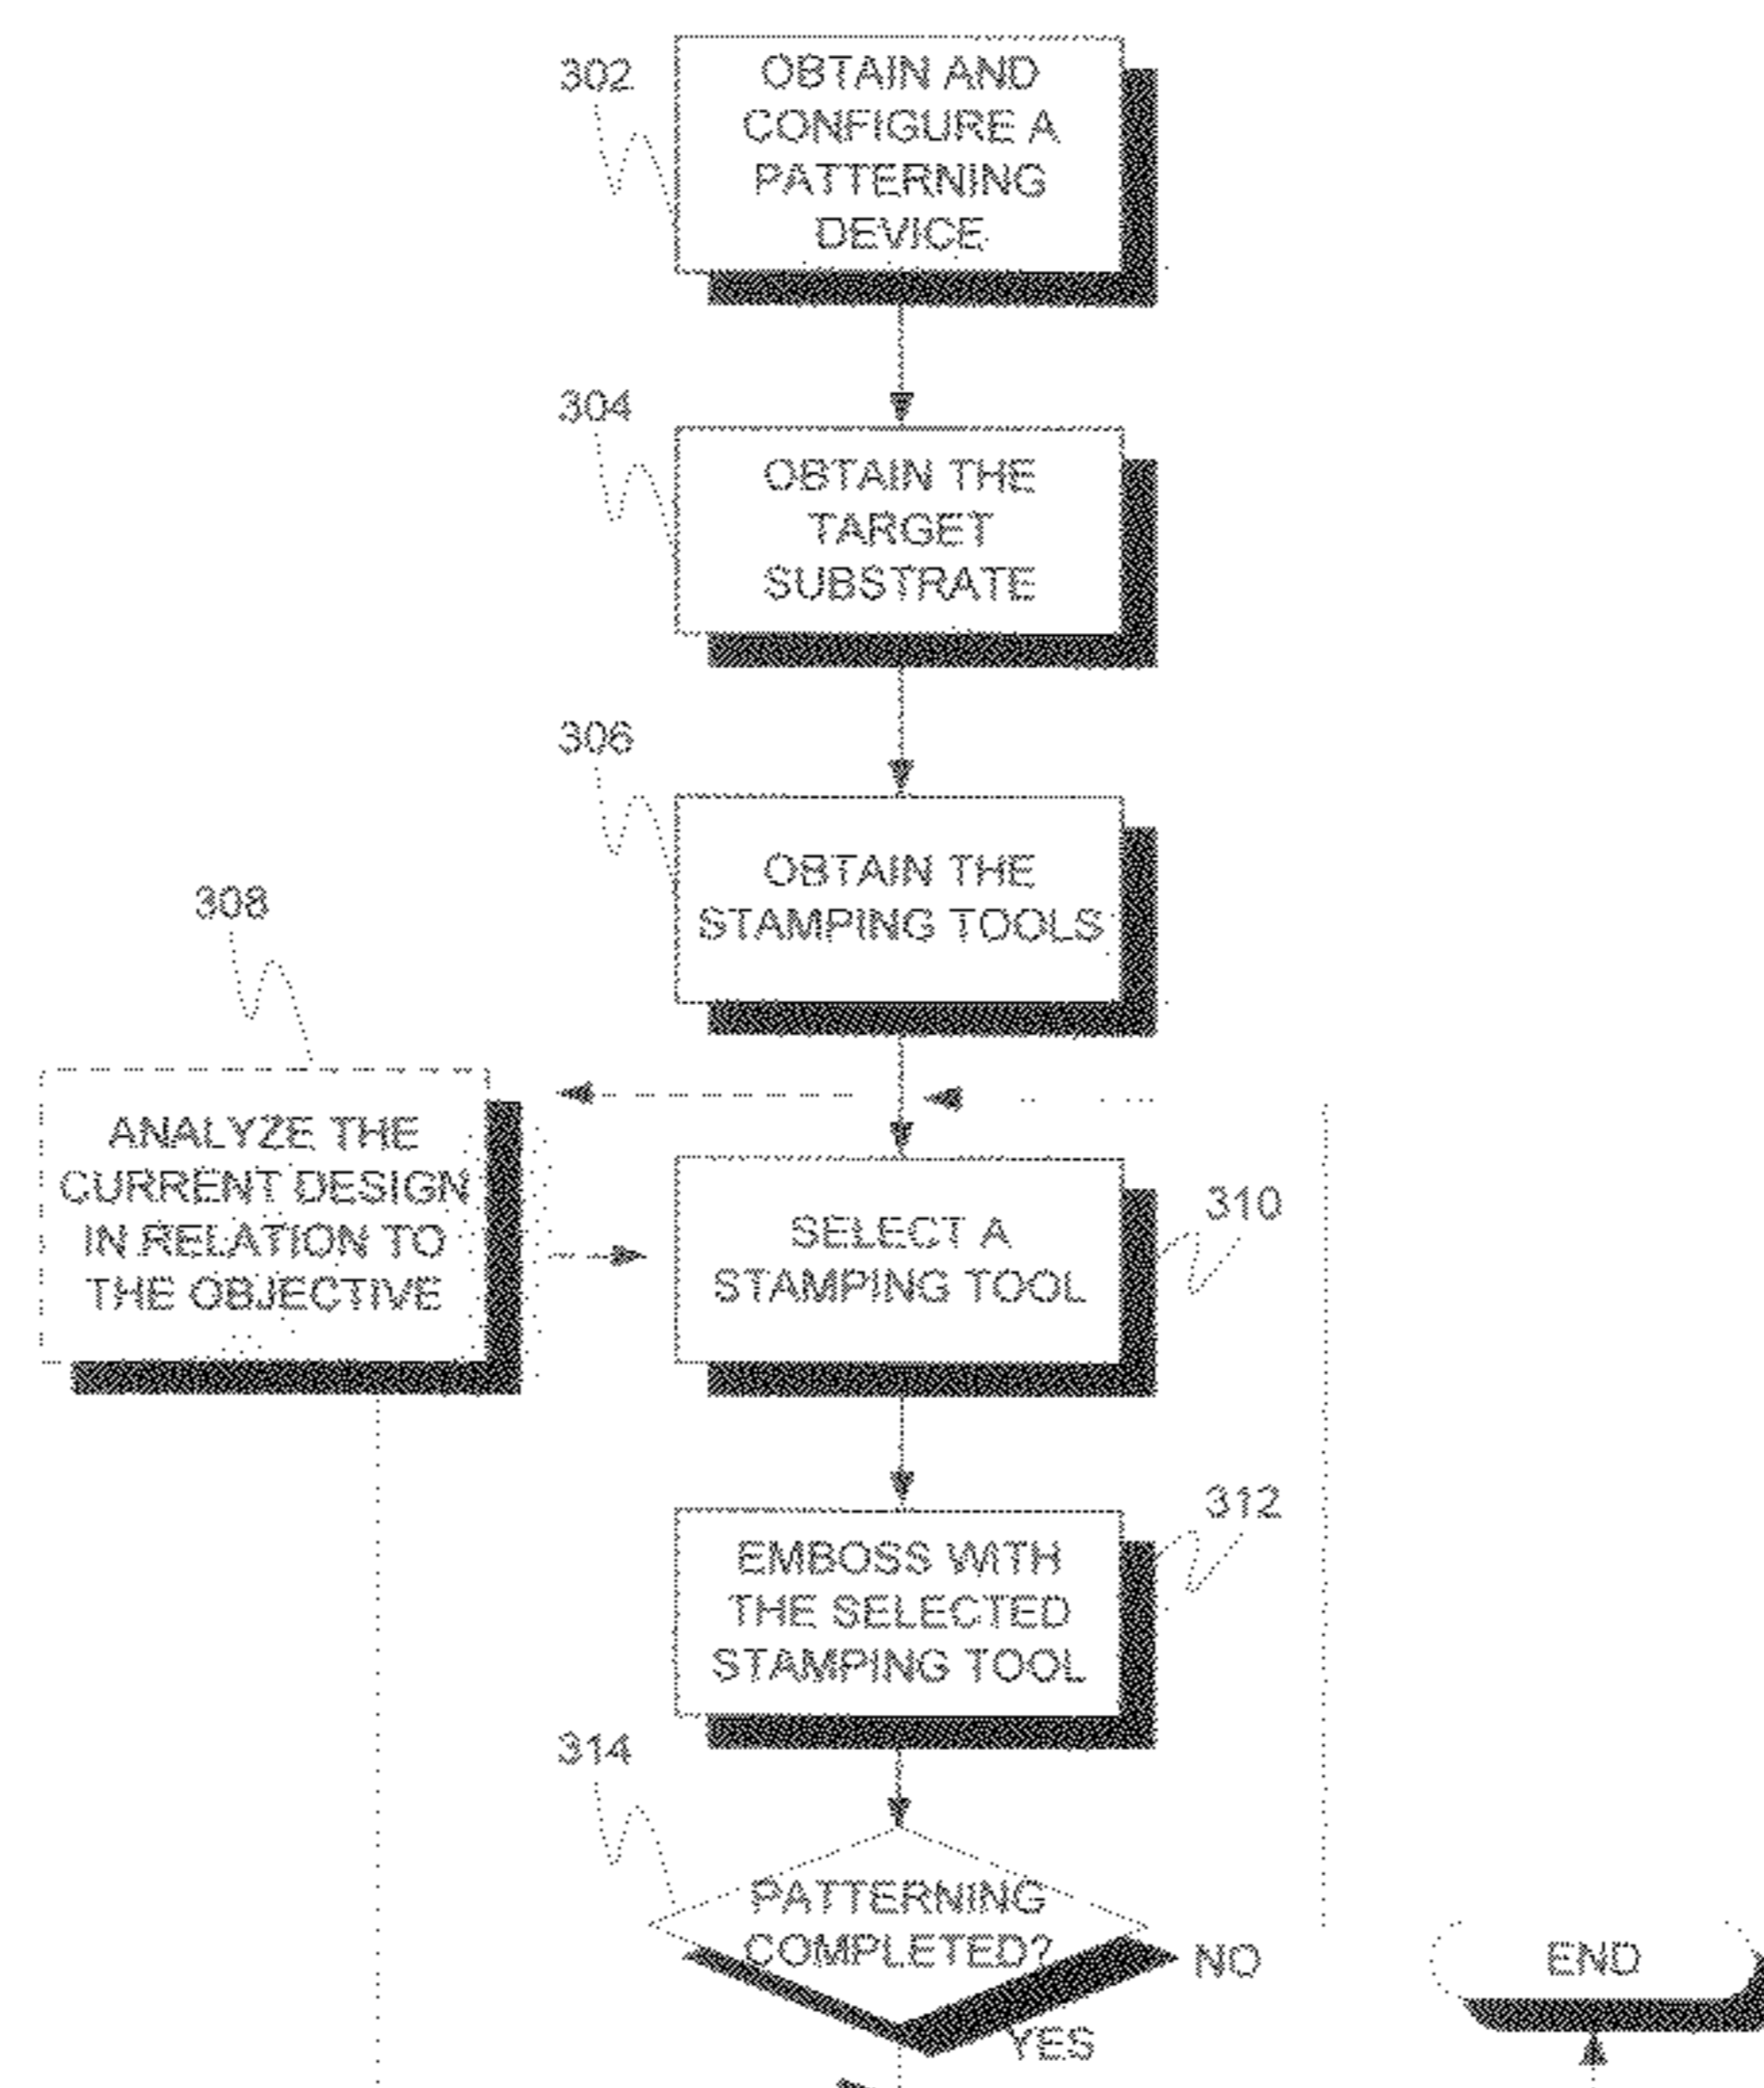 302
OBTAIN AND
CONFIGURE A
PATTERNING
DEVICE
304
OBTAIN THE
TARGET
SUBSTRATE
306
OBTAIN THE
STAMPING TOOLS
308
ANALYZE THE
CURRENT DESIGN
IN RELATION TO
THE OBJECTIVE
310
SELECT A
STAMPING TOOL
312
EMBOSS WITH
THE SELECTED
STAMPING TOOL
314
PATTERNING
COMPLETED?
NO
YES
END